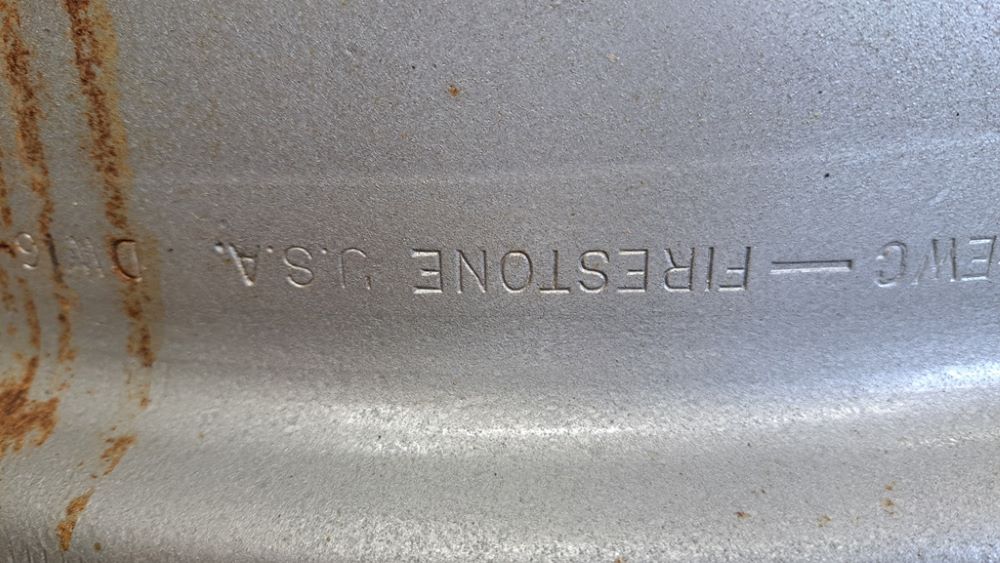 — FIRESTONE U.S.A.